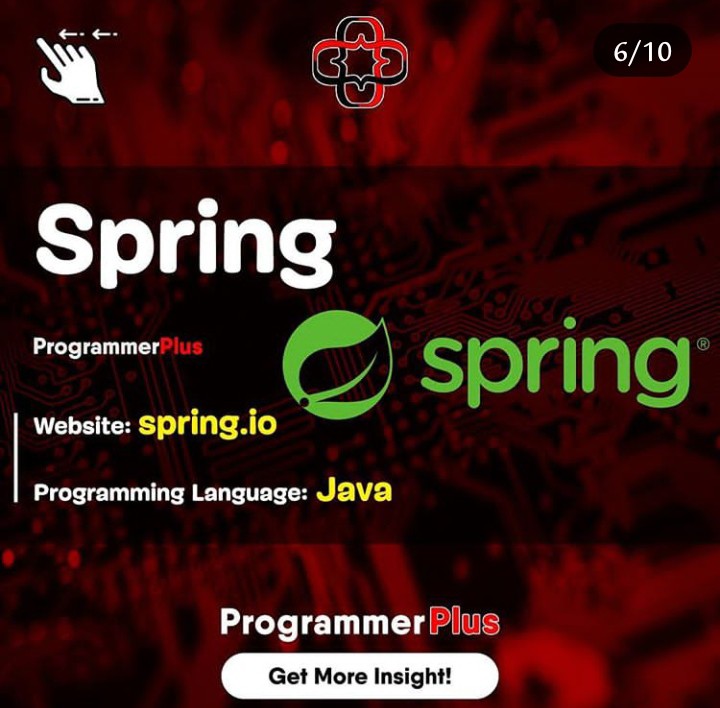 6/10
Spring
ProgrammerPlus
spring®
Website: spring.io
Programming Language: Java
ProgrammerPlus
Get More Insight!